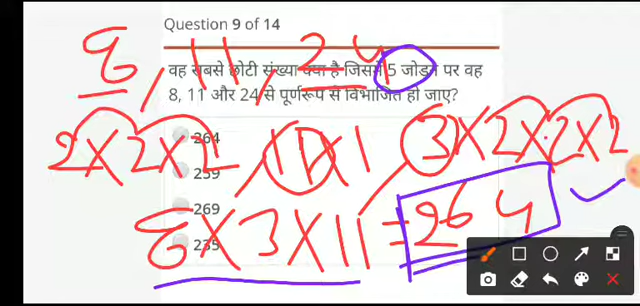 Question 9 of 14
वह सबसे छोटी संख्या क्या है जिसमें 5 जोड़ने पर वह
8, 11 और 24 से पूर्णरूप से विभाजित हो जाए?
8, 11, 24
264
2×2×2, 11×1, 3×2×2×2
259
269
8×3×11=264
235